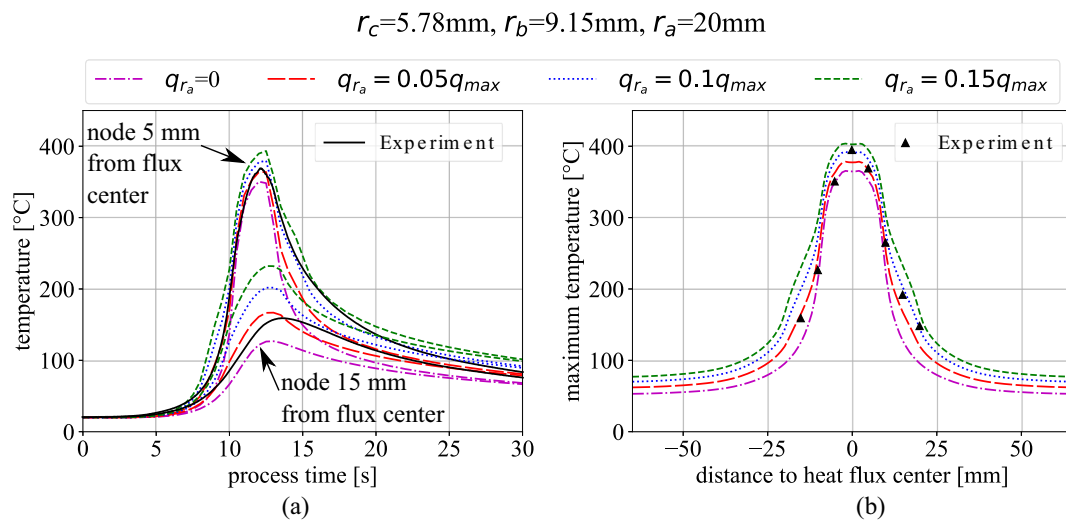 r_c=5.78mm, r_b=9.15mm, r_a=20mm
q_{r_a}=0 q_{r_a} = 0.05q_{max} q_{r_a} = 0.1q_{max} q_{r_a} = 0.15q_{max}
node 5 mm
from flux
center
Experiment
node 15 mm
from flux center
temperature [°C]
400
300
200
100
0
0 5 10 15 20 25 30
process time [s]
(a)
Experiment
maximum temperature [°C]
400
300
200
100
0
−50 −25 0 25 50
distance to heat flux center [mm]
(b)